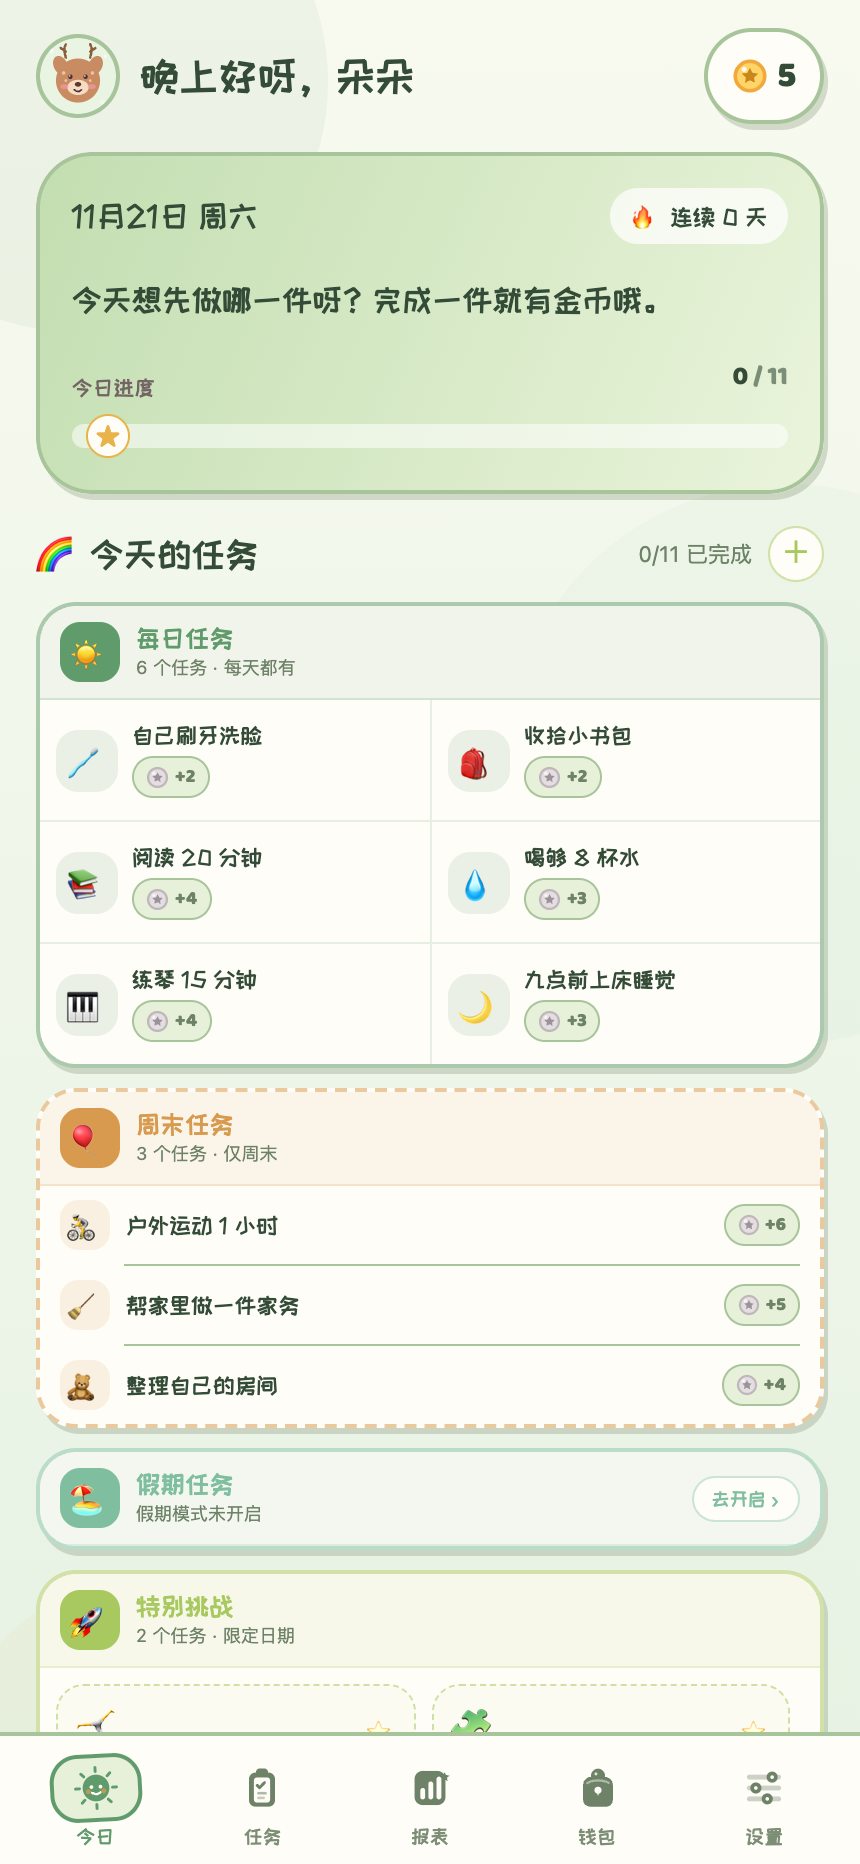 晚上好呀，朵朵
5
11月21日 周六
连续 0 天
今天想先做哪一件呀？完成一件就有金币哦。
今日进度
0/11
今天的任务
0/11 已完成
每日任务
6 个任务 · 每天都有
自己刷牙洗脸
+2
收拾小书包
+2
阅读 20 分钟
+4
喝够 8 杯水
+3
练琴 15 分钟
+4
九点前上床睡觉
+3
周末任务
3 个任务 · 仅周末
户外运动 1 小时
+6
帮家里做一件家务
+5
整理自己的房间
+4
假期任务
假期模式未开启
去开启 ›
特别挑战
2 个任务 · 限定日期
今日
任务
报表
钱包
设置